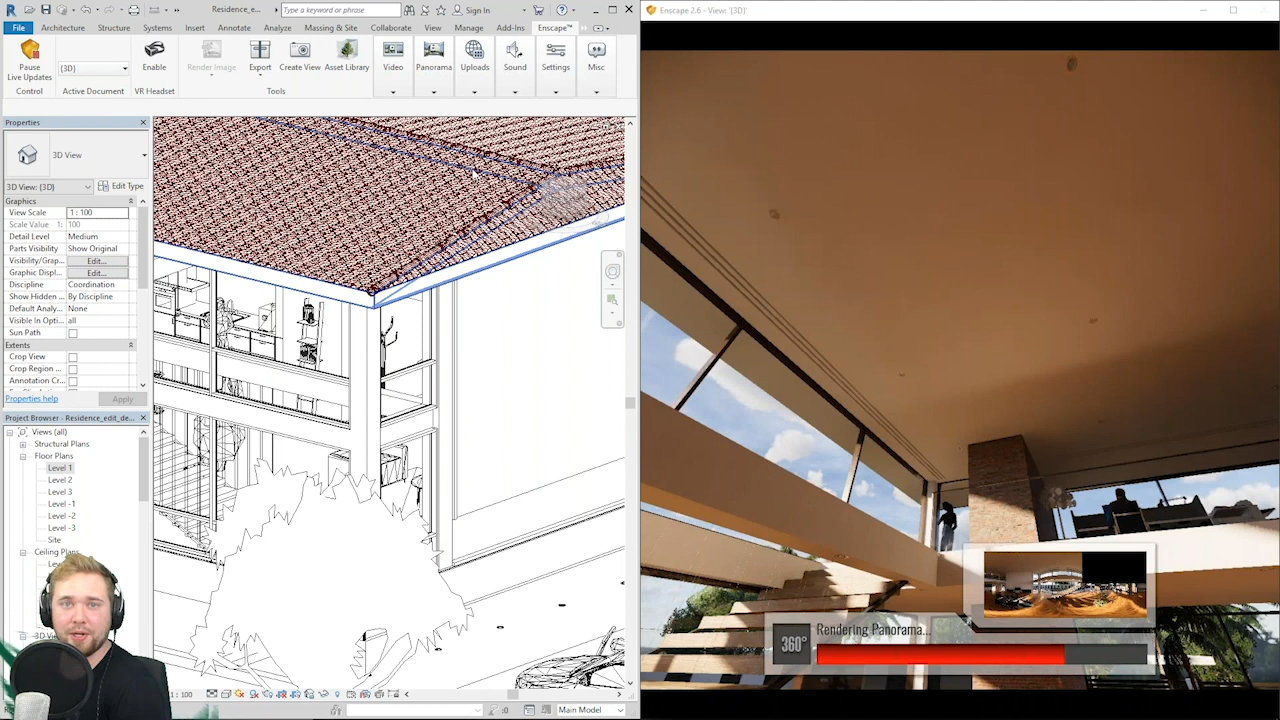 Residence_e...
Type a keyword or phrase
Sign In
Enscape 2.6 - View: '{3D}'
File Architecture Structure Systems Insert Annotate Analyze Massing & Site Collaborate View Manage Add-Ins Enscape™
Pause
Live Updates
{3D}
Enable
Render Image
Export
Create View
Asset Library
Video
Panorama
Uploads
Sound
Settings
Misc
Control
Active Document
VR Headset
Tools
Properties
3D View
3D View: {3D}
Edit Type
Graphics
View Scale 1 : 100
Scale Value 1: 100
Detail Level Medium
Parts Visibility Show Original
Visibility/Grap... Edit...
Graphic Displ... Edit...
Discipline Coordination
Show Hidden ... By Discipline
Default Analy... None
Visible In Opti... all
Sun Path
Extents
Crop View
Crop Region ...
Annotation Cr...
Properties help
Apply
Project Browser - Residence_edit_de...
Views (all)
Structural Plans
Floor Plans
Level 1
Level 2
Level 3
Level -1
Level -2
Level -3
Site
Ceiling Plans
360°
Rendering Panorama...
1 : 100
:0
Main Model